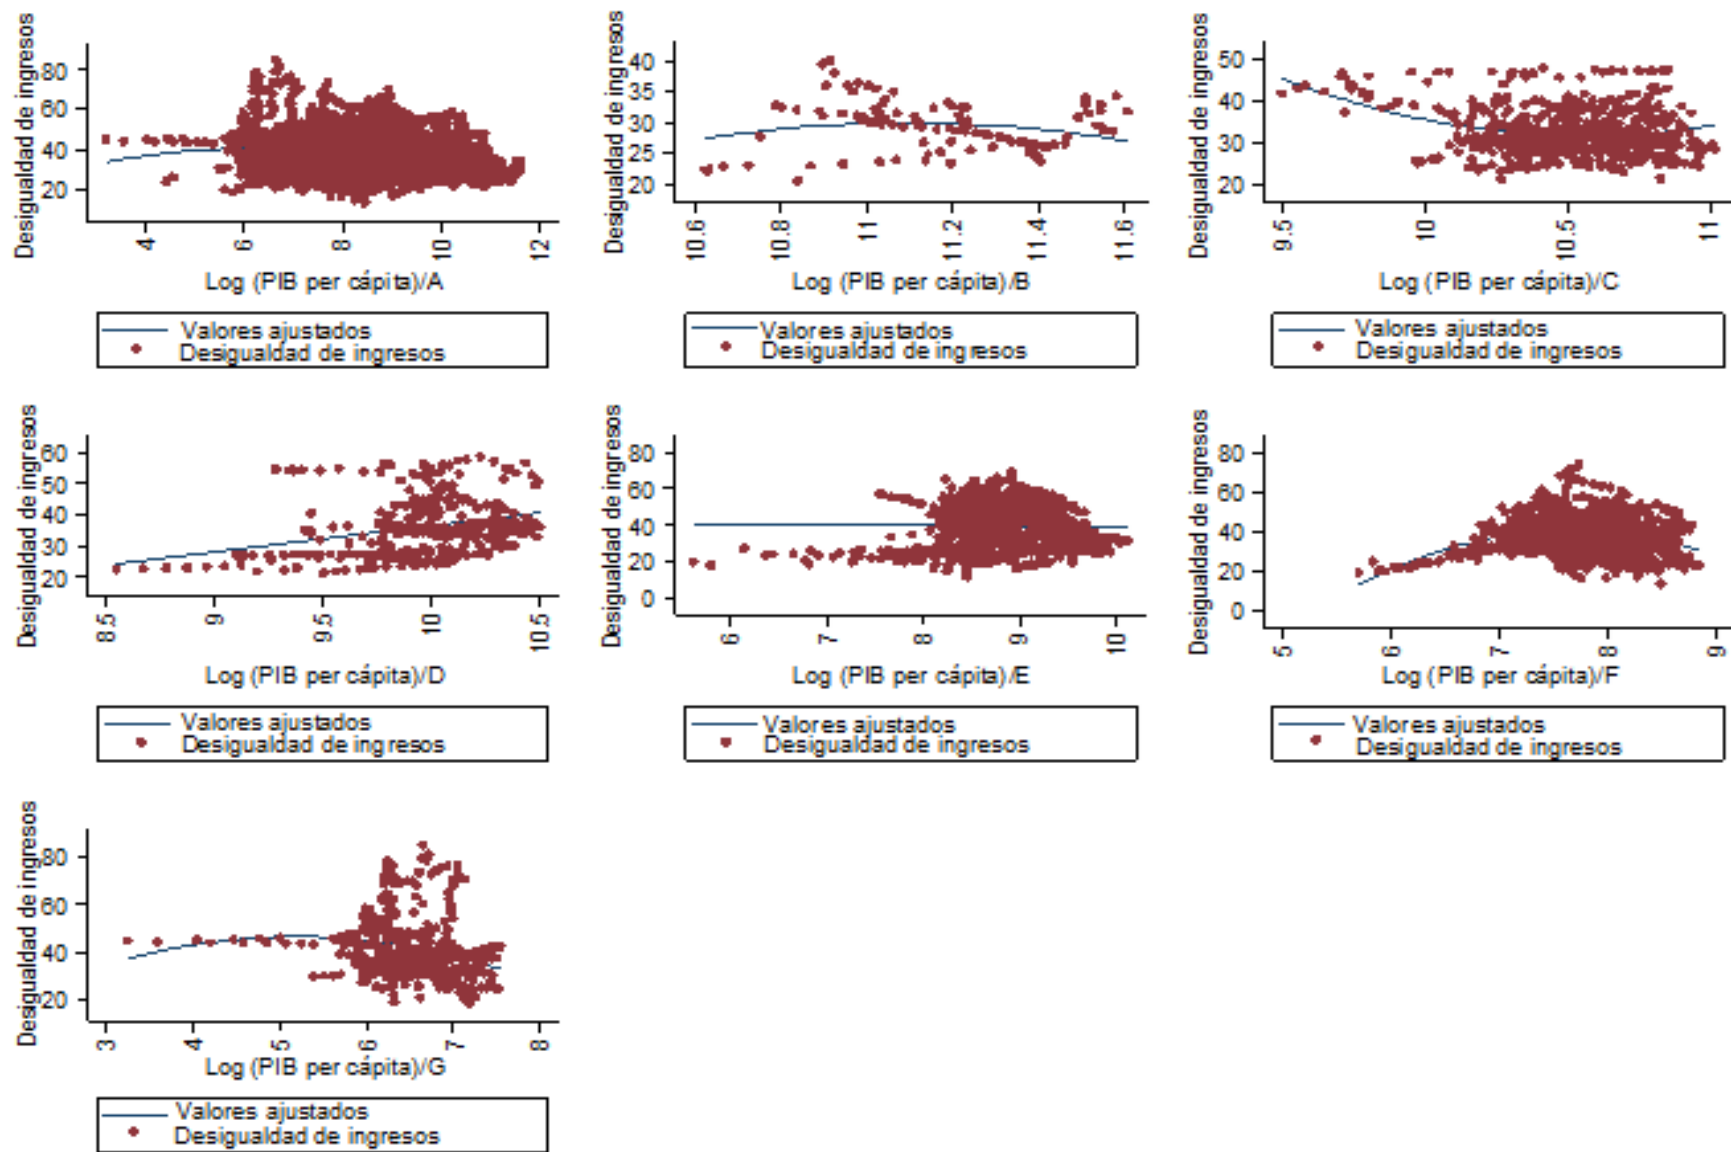 Desigualdad de ingresos
80
60
40
20
4
6
8
10
12
Log (PIB per cápita)/A
Valores ajustados
Desigualdad de ingresos
Desigualdad de ingresos
40
35
30
25
20
10.6
10.8
11
11.2
11.4
11.6
Log (PIB per cápita)/B
Valores ajustados
Desigualdad de ingresos
Desigualdad de ingresos
50
40
30
20
9.5
10
10.5
11
Log (PIB per cápita)/C
Valores ajustados
Desigualdad de ingresos
Desigualdad de ingresos
60
50
40
30
20
8.5
9
9.5
10
10.5
Log (PIB per cápita)/D
Valores ajustados
Desigualdad de ingresos
Desigualdad de ingresos
80
60
40
20
0
6
7
8
9
10
Log (PIB per cápita)/E
Valores ajustados
Desigualdad de ingresos
Desigualdad de ingresos
80
60
40
20
0
5
6
7
8
9
Log (PIB per cápita)/F
Valores ajustados
Desigualdad de ingresos
Desigualdad de ingresos
80
60
40
20
3
4
5
6
7
8
Log (PIB per cápita)/G
Valores ajustados
Desigualdad de ingresos